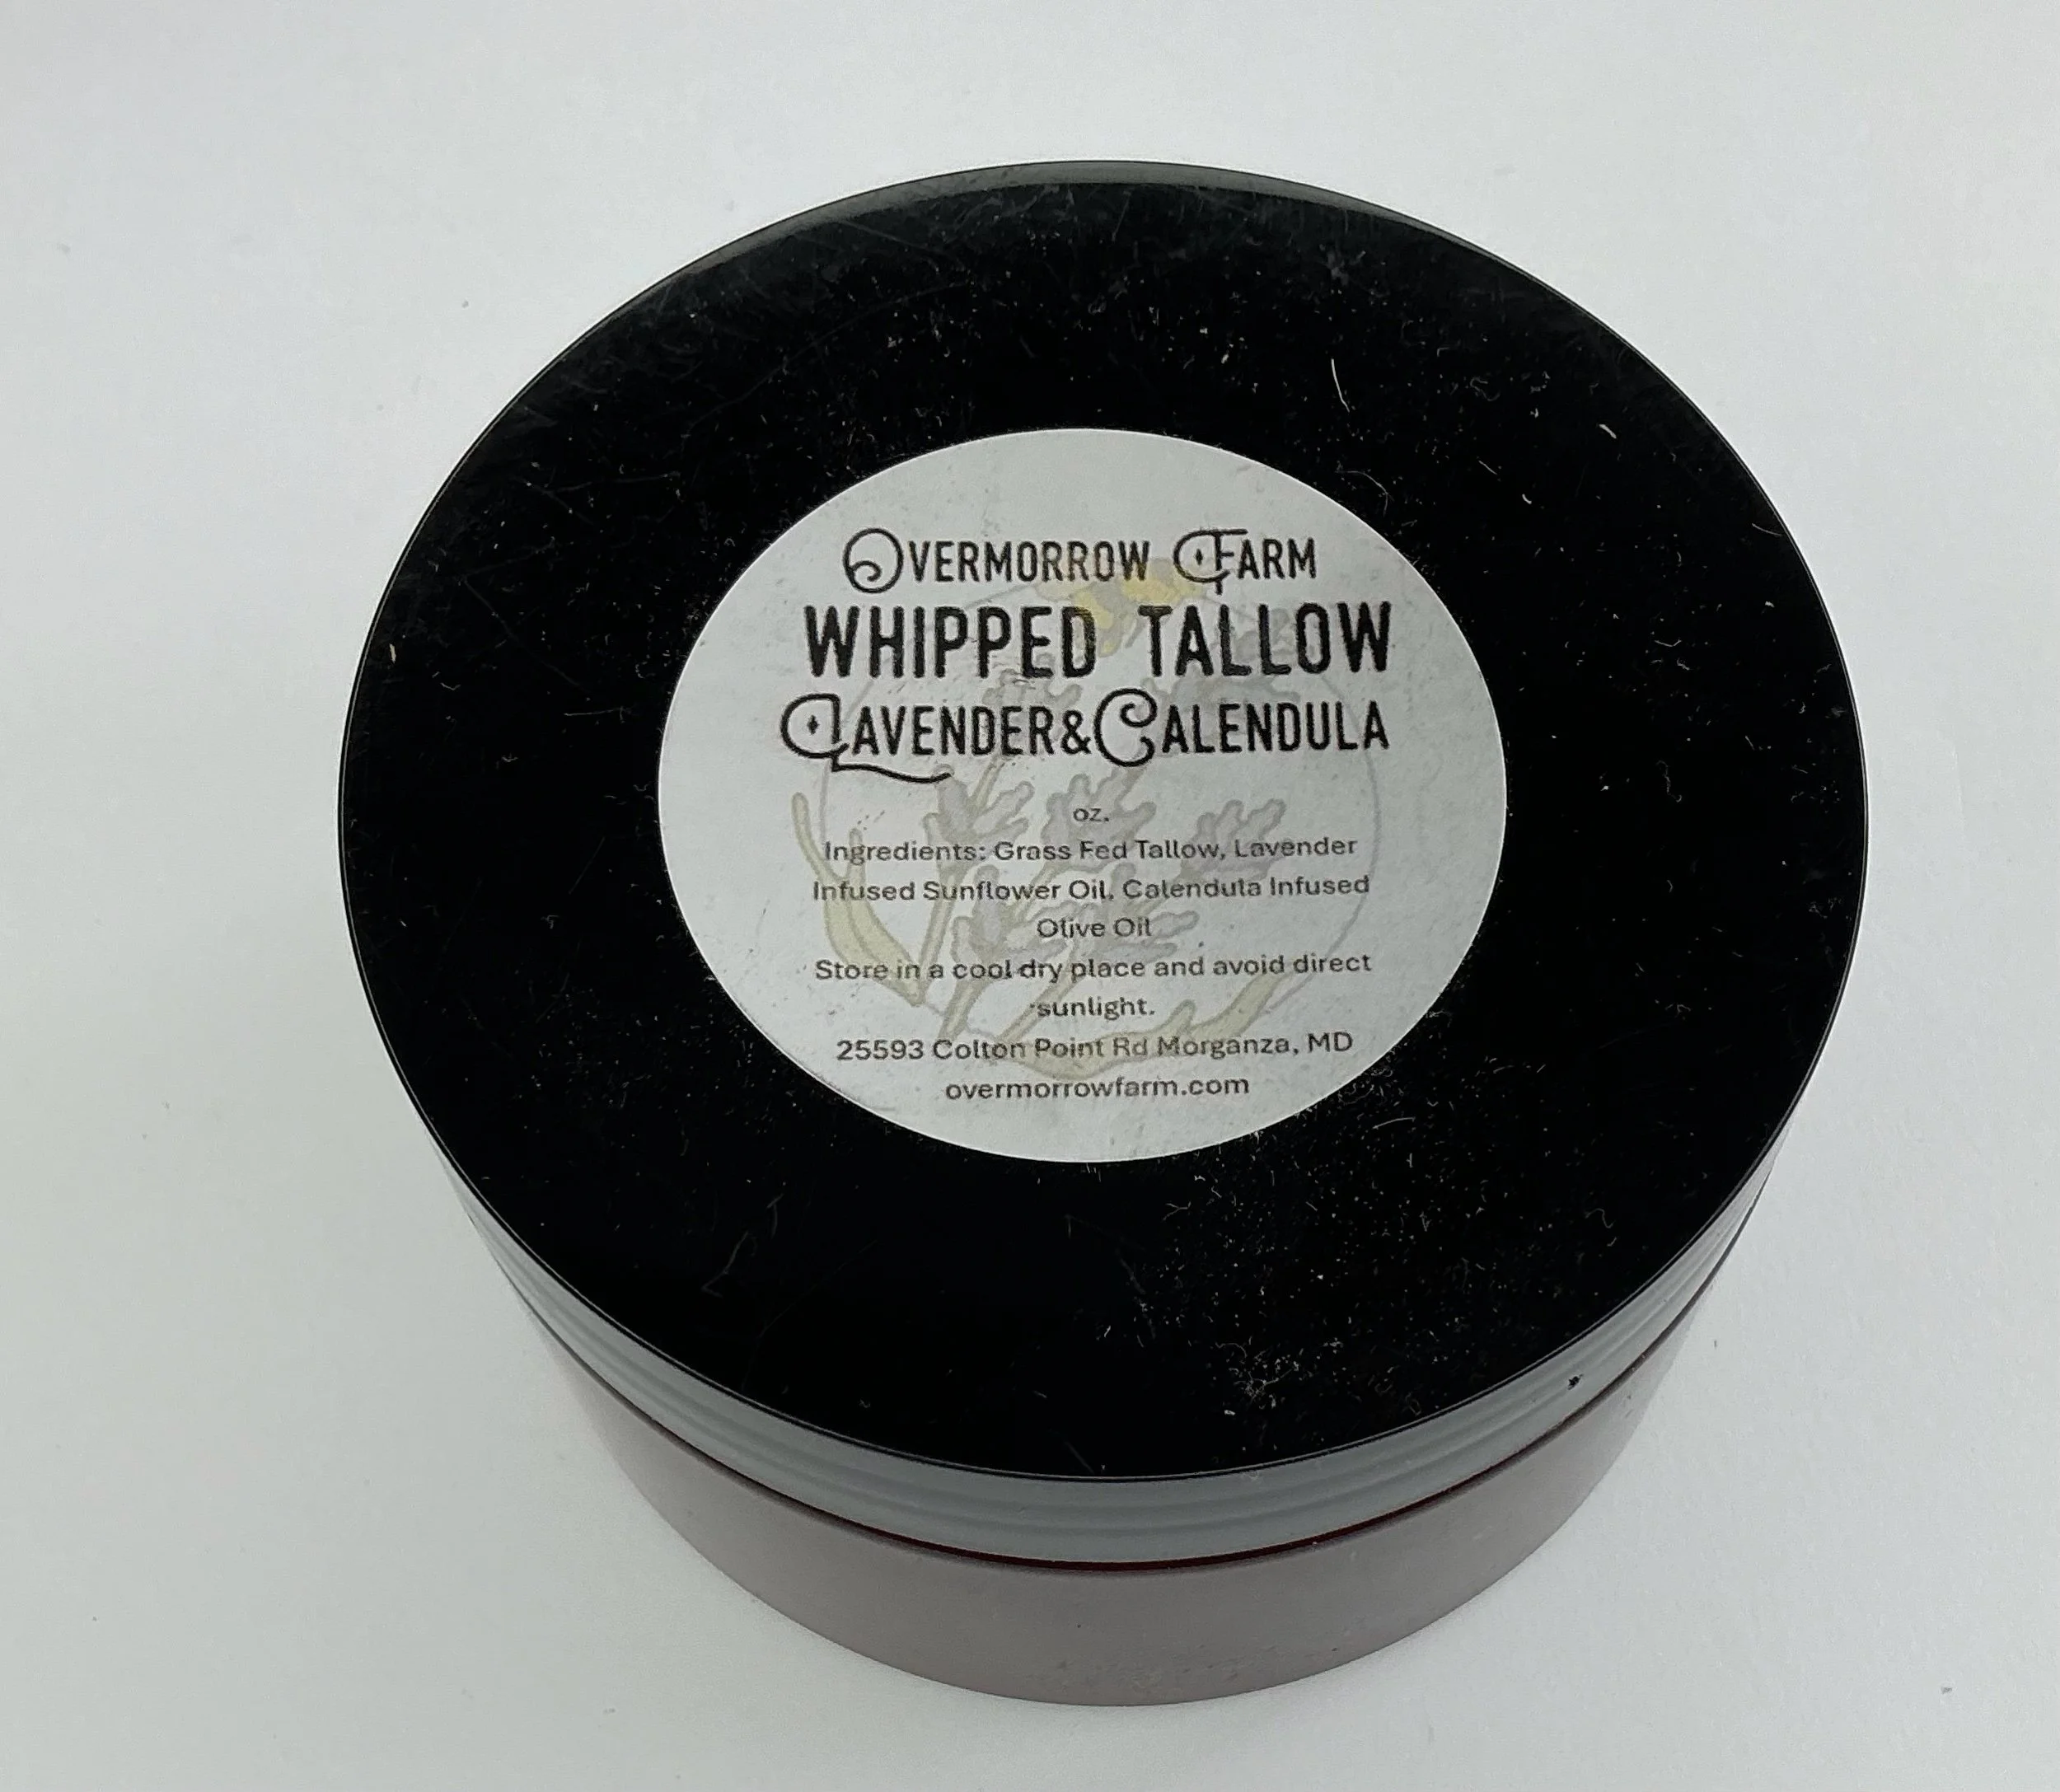 Overmorrow Farm
WHIPPED TALLOW
Lavender&Calendula
oz.
Ingredients: Grass Fed Tallow, Lavender
Infused Sunflower Oil, Calendula Infused
Olive Oil
Store in a cool dry place and avoid direct
sunlight.
25593 Colton Point Rd Morganza, MD
overmorrowfarm.com